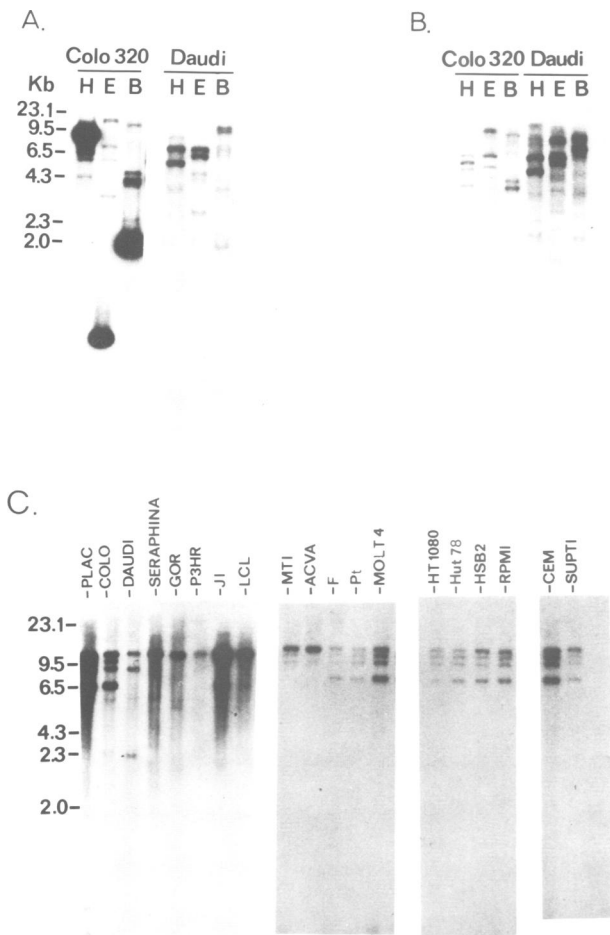 A.
Colo 320 Daudi
Kb H E B H E B
23.1-
9.5-
6.5-
4.3-
2.3-
2.0-
B.
Colo 320 Daudi
H E B H E B
C.
-PLAC
-COLO
-DAUDI
-SERAPHINA
-GOR
-P3HR
-JI
-LCL
-MTI
-ACVA
-F
-Pt
-MOLT 4
-HT 1080
-Hut 78
-HSB2
-RPMI
-CEM
-SUPTI
23.1-
9.5-
6.5-
4.3-
2.3-
2.0-